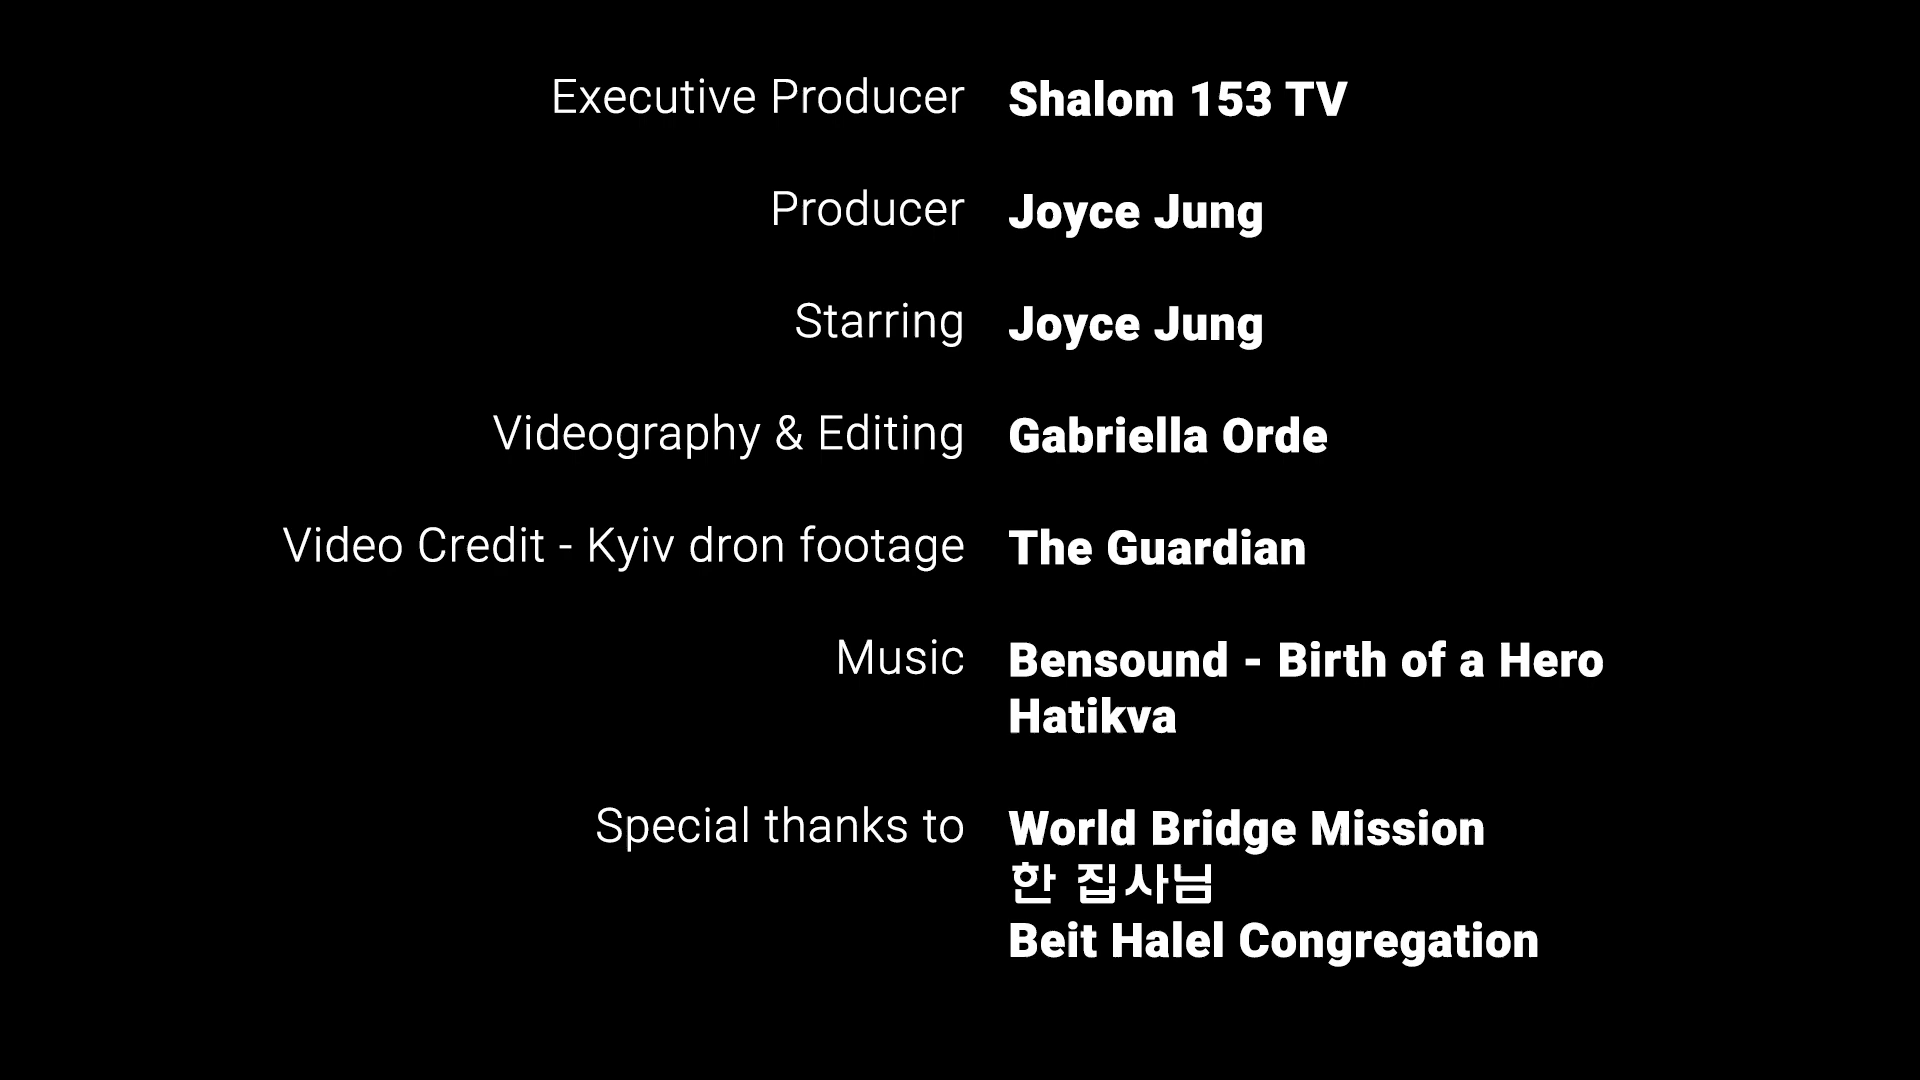 Executive Producer Shalom 153 TV
Producer Joyce Jung
Starring Joyce Jung
Videography & Editing Gabriella Orde
Video Credit - Kyiv dron footage The Guardian
Music Bensound - Birth of a Hero
Hatikva
Special thanks to World Bridge Mission
한 집사님
Beit Halel Congregation